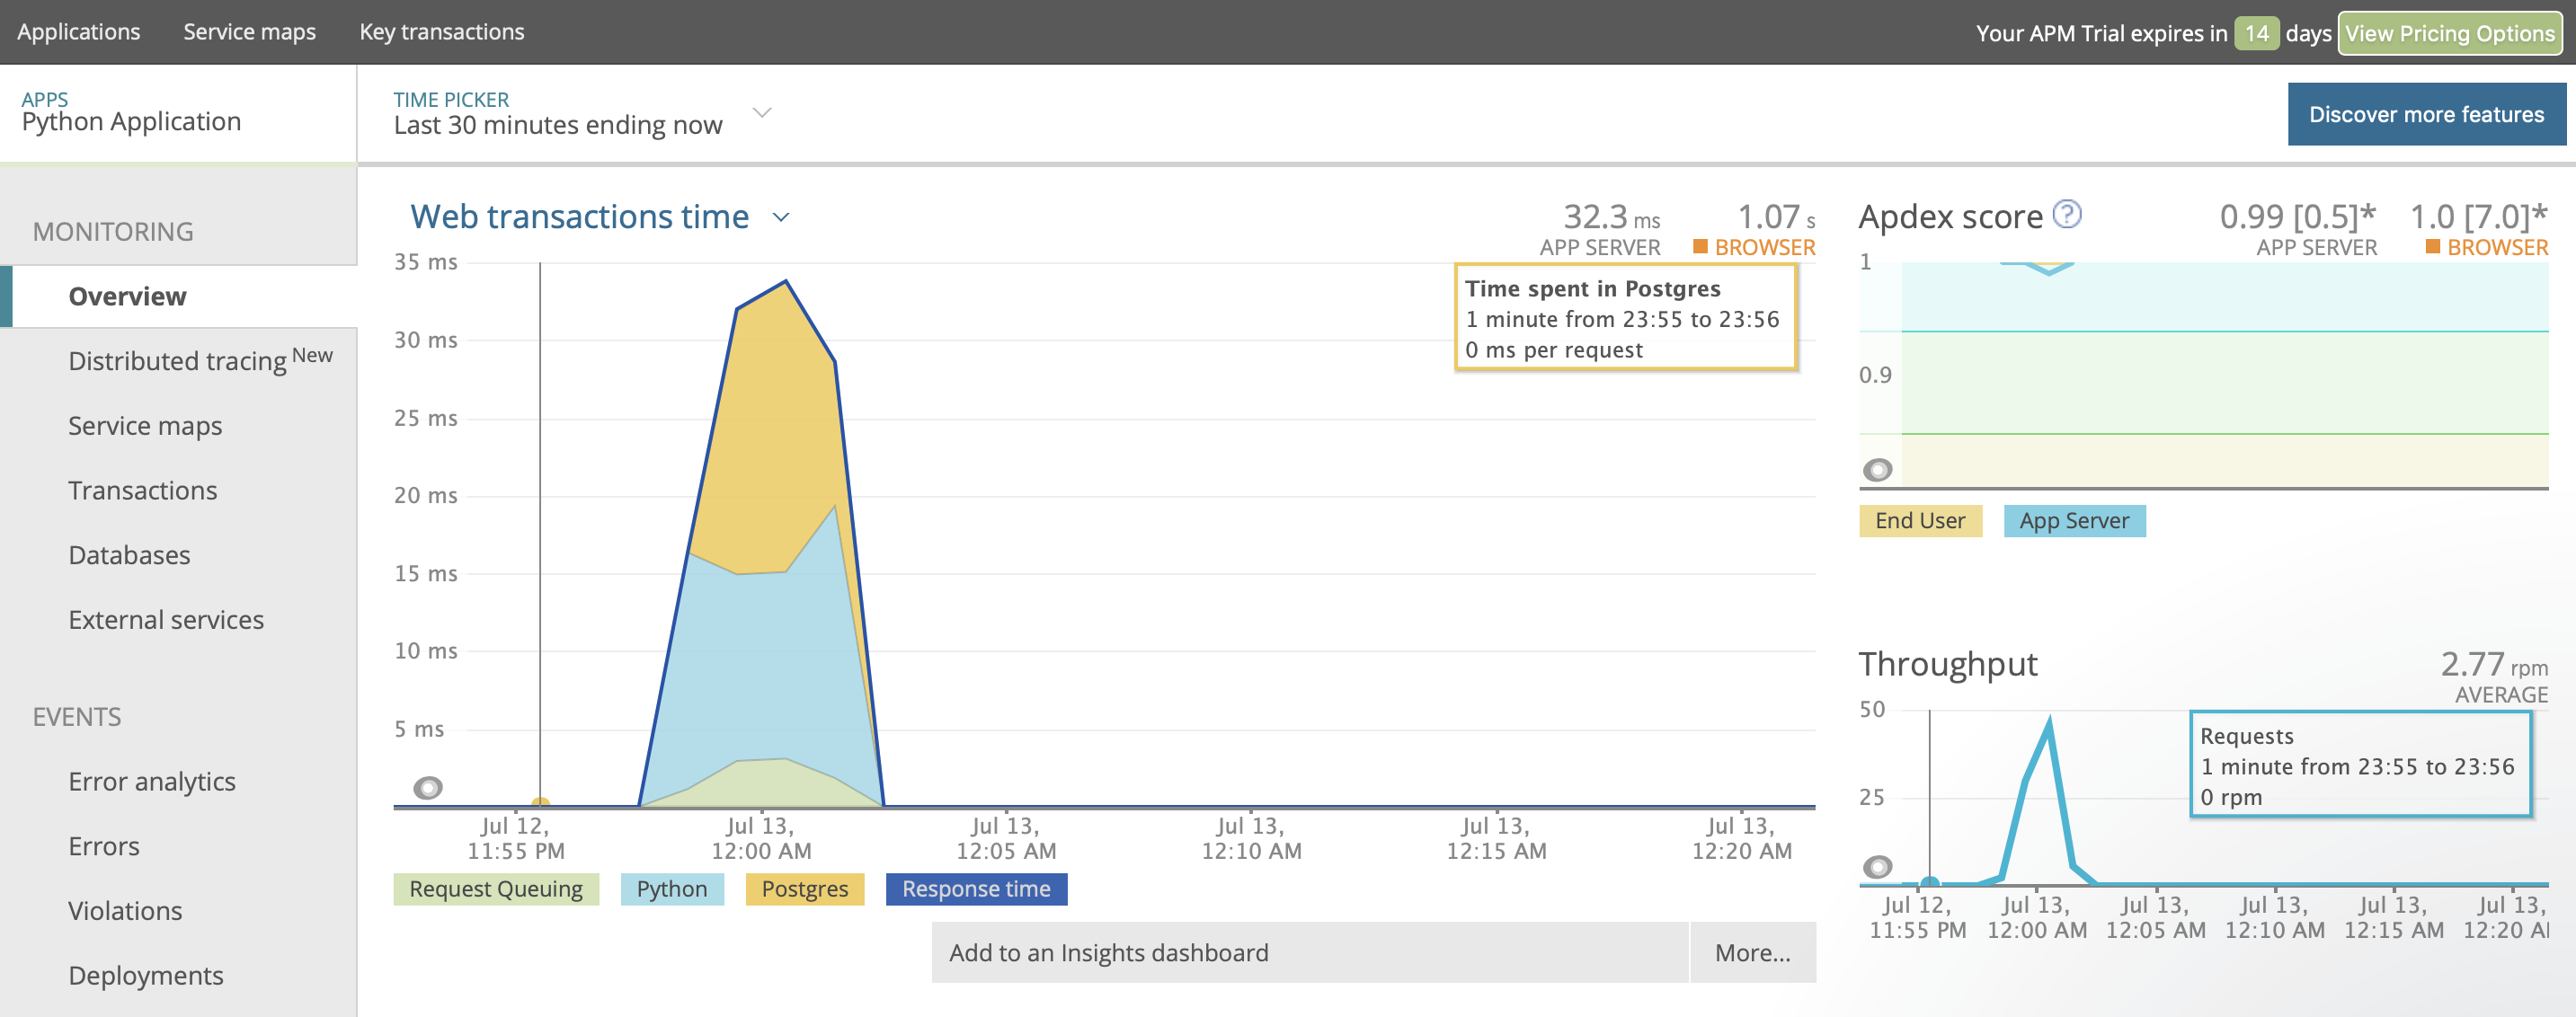 Applications Service maps Key transactions
Your APM Trial expires in 14 days View Pricing Options
APPS
Python Application
TIME PICKER
Last 30 minutes ending now
Discover more features
MONITORING
Overview
Distributed tracing New
Service maps
Transactions
Databases
External services
EVENTS
Error analytics
Errors
Violations
Deployments
Web transactions time
32.3 ms
APP SERVER
1.07 s
BROWSER
35 ms
30 ms
25 ms
20 ms
15 ms
10 ms
5 ms
Time spent in Postgres
1 minute from 23:55 to 23:56
0 ms per request
Jul 12,
11:55 PM
Jul 13,
12:00 AM
Jul 13,
12:05 AM
Jul 13,
12:10 AM
Jul 13,
12:15 AM
Jul 13,
12:20 AM
Request Queuing Python Postgres Response time
Add to an Insights dashboard More...
Apdex score ?
0.99 [0.5]*
APP SERVER
1.0 [7.0]*
BROWSER
1
0.9
End User App Server
Throughput
2.77 rpm
AVERAGE
50
25
Requests
1 minute from 23:55 to 23:56
0 rpm
Jul 12,
11:55 PM
Jul 13,
12:00 AM
Jul 13,
12:05 AM
Jul 13,
12:10 AM
Jul 13,
12:15 AM
Jul 13,
12:20 A